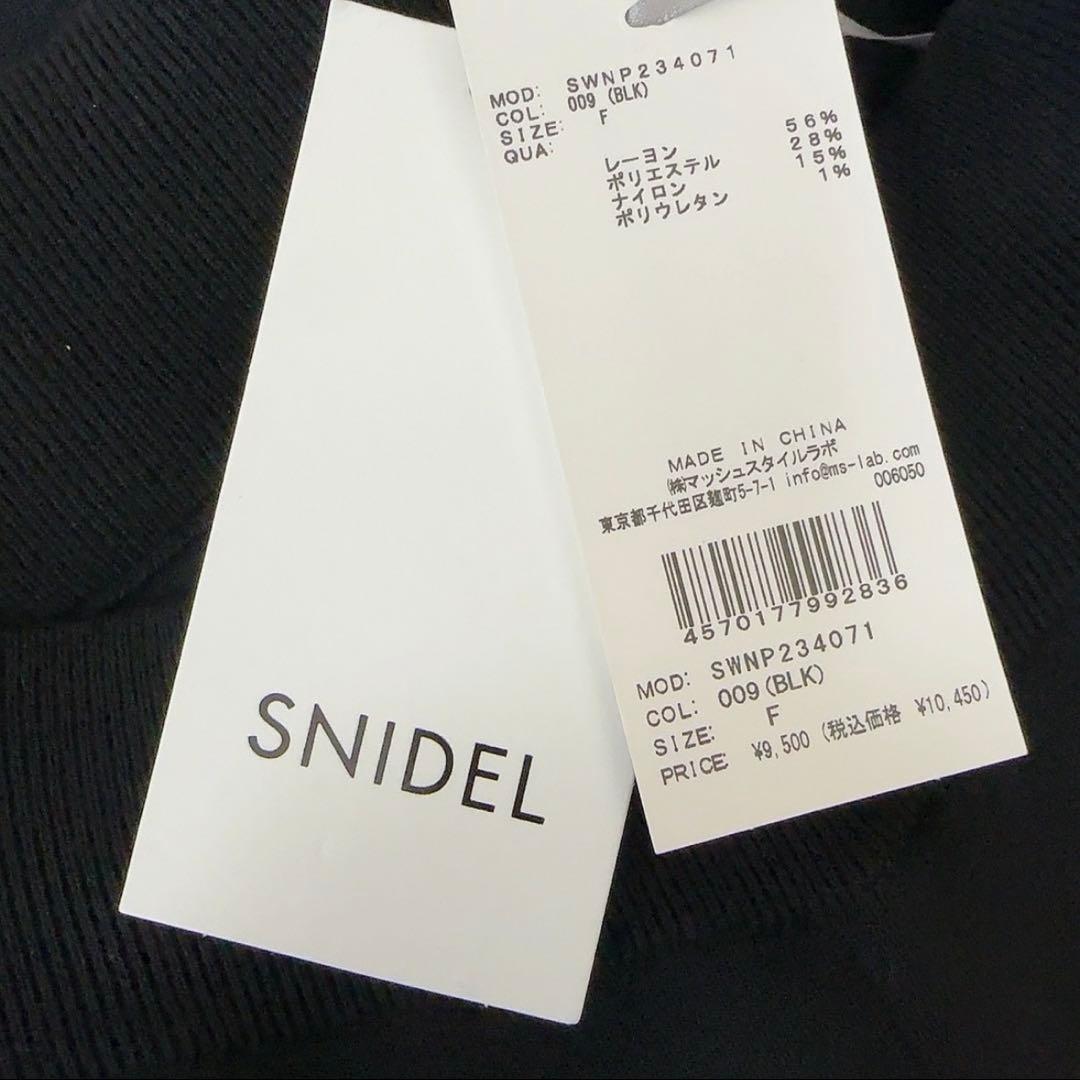 SNIDEL
MOD: SWNP234071
COL: 009 (BLK)
SIZE: F
QUA:
レーヨン 56%
ポリエステル 28%
ナイロン 15%
ポリウレタン 1%
MADE IN CHINA
㈱マッシュスタイルラボ
東京都千代田区麹町5-7-1 info@ms-lab.com
006050
4570177992836
MOD: SWNP234071
COL: 009 (BLK)
SIZE: F
PRICE: ¥9,500 (税込価格 ¥10,450)